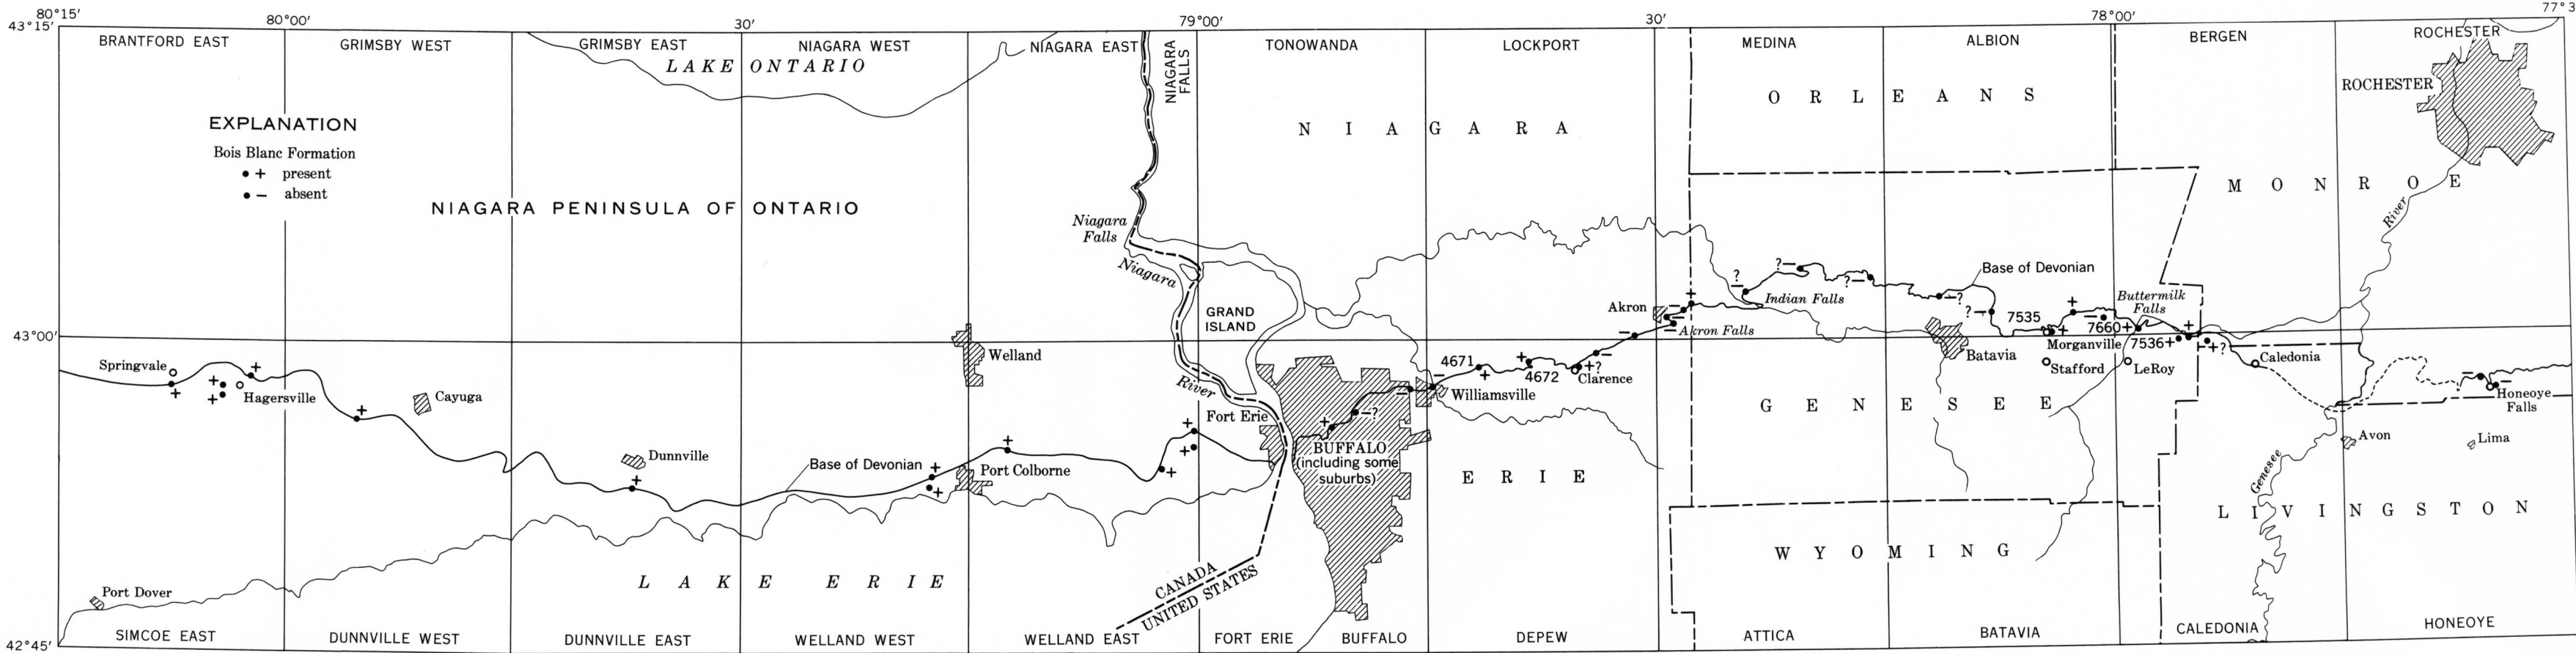 80°15'
80°00'
30'
79°00'
30'
78°00'
77°3
43°15'
BRANTFORD EAST
GRIMSBY WEST
GRIMSBY EAST
NIAGARA WEST
NIAGARA EAST
NIAGARA
FALLS
TONOWANDA
LOCKPORT
MEDINA
ALBION
BERGEN
ROCHESTER
LAKE ONTARIO
ROCHESTER
ORLEANS
NIAGARA
MONROE
EXPLANATION
Bois Blanc Formation
● + present
● – absent
NIAGARA PENINSULA OF ONTARIO
Niagara
Falls
Niagara
River
River
GRAND
ISLAND
Akron
Akron Falls
? –
?–
?–
–?
?–
Indian Falls
Base of Devonian
Buttermilk
Falls
43°00'
7535
+
7660+
Morganville
7536+
+?
Batavia
Stafford
LeRoy
Caledonia
Springvale
Hagersville
Cayuga
Welland
4671
4672
+?
Clarence
Williamsville
–?
Fort Erie
BUFFALO
(including some
suburbs)
GENESEE
Honeoye
Falls
Avon
Lima
Genesee
Dunnville
Base of Devonian
Port Colborne
ERIE
LIVINGSTON
WYOMING
LAKE ERIE
CANADA
UNITED STATES
Port Dover
42°45'
SIMCOE EAST
DUNNVILLE WEST
DUNNVILLE EAST
WELLAND WEST
WELLAND EAST
FORT ERIE
BUFFALO
DEPEW
ATTICA
BATAVIA
CALEDONIA
HONEOYE